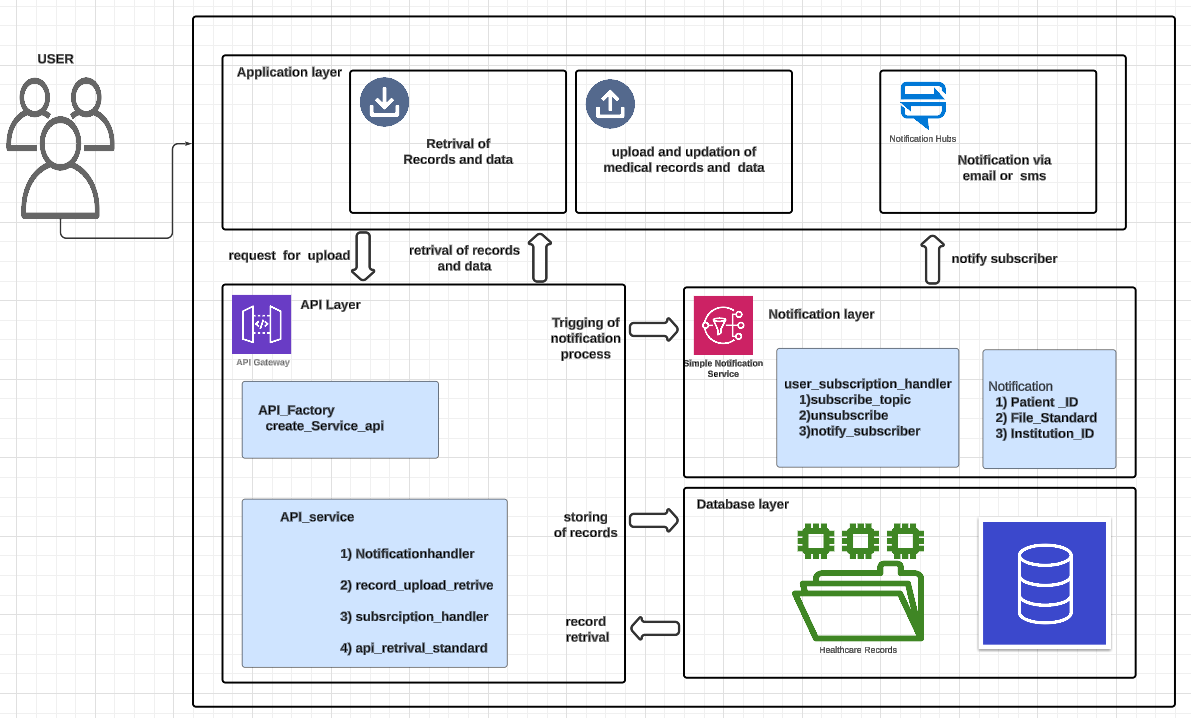 USER
Application layer
Retrival of
Records and data
upload and updation of
medical records and data
Notification Hubs
Notification via
email or sms
request for upload
retrival of records
and data
notify subscriber
API Layer
API Gateway
Trigging of
notification
process
Simple Notification
Service
Notification layer
user_subscription_handler
1)subscribe_topic
2)unsubscribe
3)notify_subscriber
Notification
1) Patient _ID
2) File_Standard
3) Institution_ID
API_Factory
create_Service_api
API_service
1) Notificationhandler
2) record_upload_retrive
3) subsrciption_handler
4) api_retrival_standard
storing
of records
record
retrival
Database layer
Healthcare Records